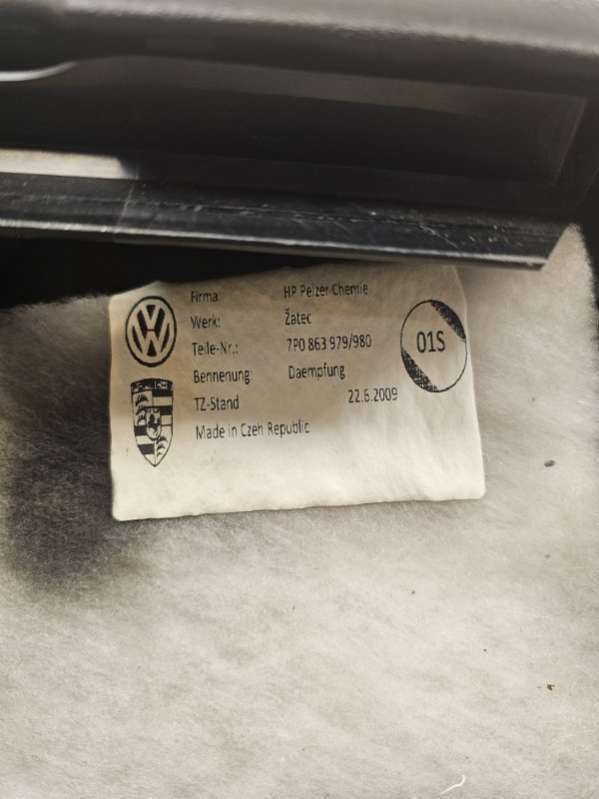 Firma: HP Pelzer Chemie
Werk: Žatec
Teile-Nr.: 7P0 863 979/980
Bennenung: Daempfung
TZ-Stand 22.6.2009
Made in Czeh Republic
01S